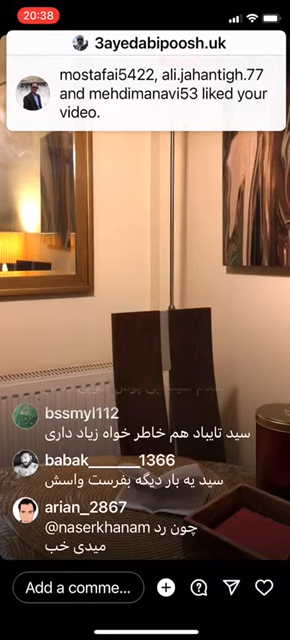 20:38
3ayedabipoosh.uk
mostafai5422, ali.jahantigh.77
and mehdimanavi53 liked your
video.
bssmyl112
سید تایباد هم خاطر خواه زیاد داری
babak______1366
سید یه بار دیگه بفرست واسش
arian_2867
@naserkhanam چون رد
میدی خب
Add a comme...